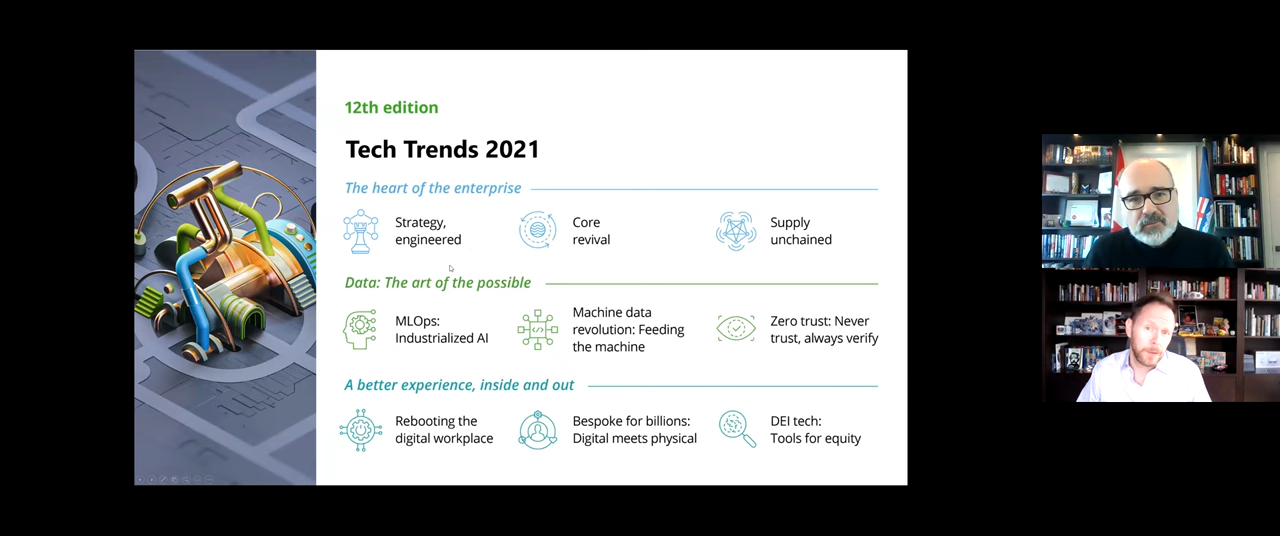 12th edition
Tech Trends 2021
The heart of the enterprise
Strategy,
engineered
Core
revival
Supply
unchained
Data: The art of the possible
MLOps:
Industrialized AI
Machine data
revolution: Feeding
the machine
Zero trust: Never
trust, always verify
A better experience, inside and out
Rebooting the
digital workplace
Bespoke for billions:
Digital meets physical
DEI tech:
Tools for equity